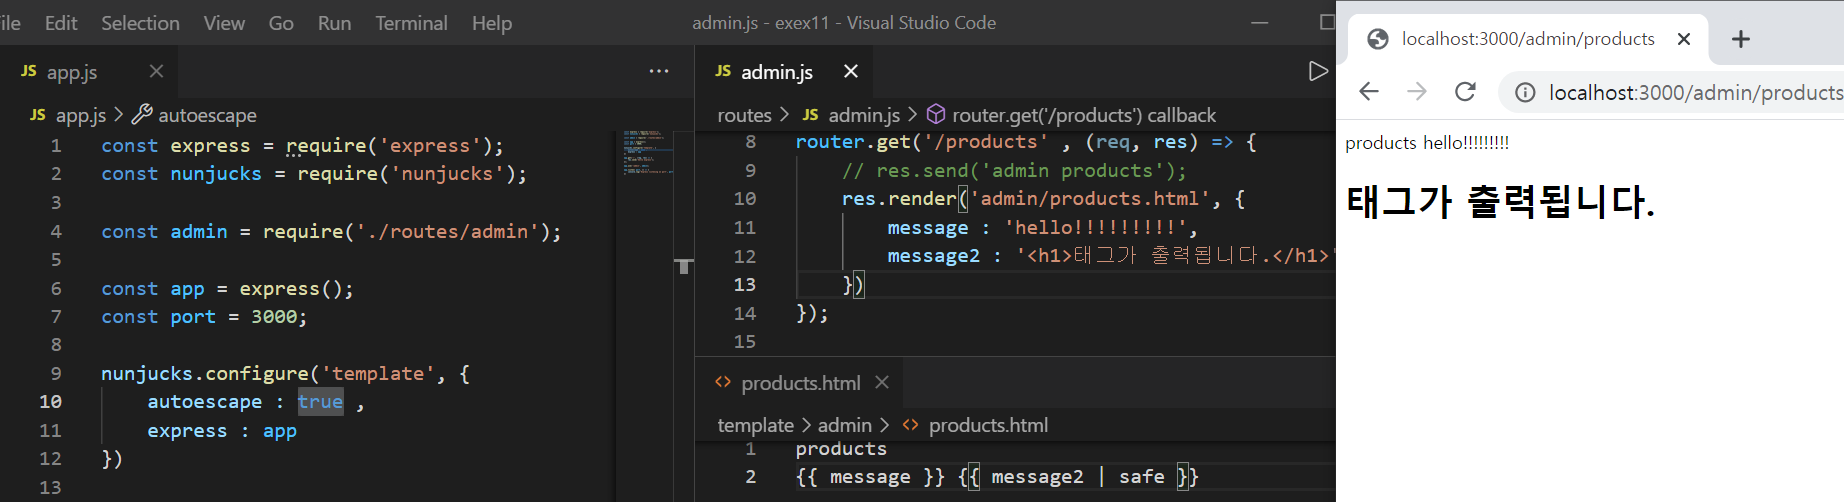 ile Edit Selection View Go Run Terminal Help admin.js - exex11 - Visual Studio Code
JS app.js
JS app.js > autoescape
1 const express = require('express');
2 const nunjucks = require('nunjucks');
3
4 const admin = require('./routes/admin');
5
6 const app = express();
7 const port = 3000;
8
9 nunjucks.configure('template', {
10 autoescape : true ,
11 express : app
12 })
13
JS admin.js
routes > JS admin.js > router.get('/products') callback
8 router.get('/products' , (req, res) => {
9 // res.send('admin products');
10 res.render('admin/products.html', {
11 message : 'hello!!!!!!!!!',
12 message2 : '<h1>태그가 출력됩니다.</h1>'
13 })
14 });
15
<> products.html
template > admin > <> products.html
1 products
2 {{ message }} {{ message2 | safe }}
localhost:3000/admin/products
localhost:3000/admin/products
products hello!!!!!!!!!
태그가 출력됩니다.